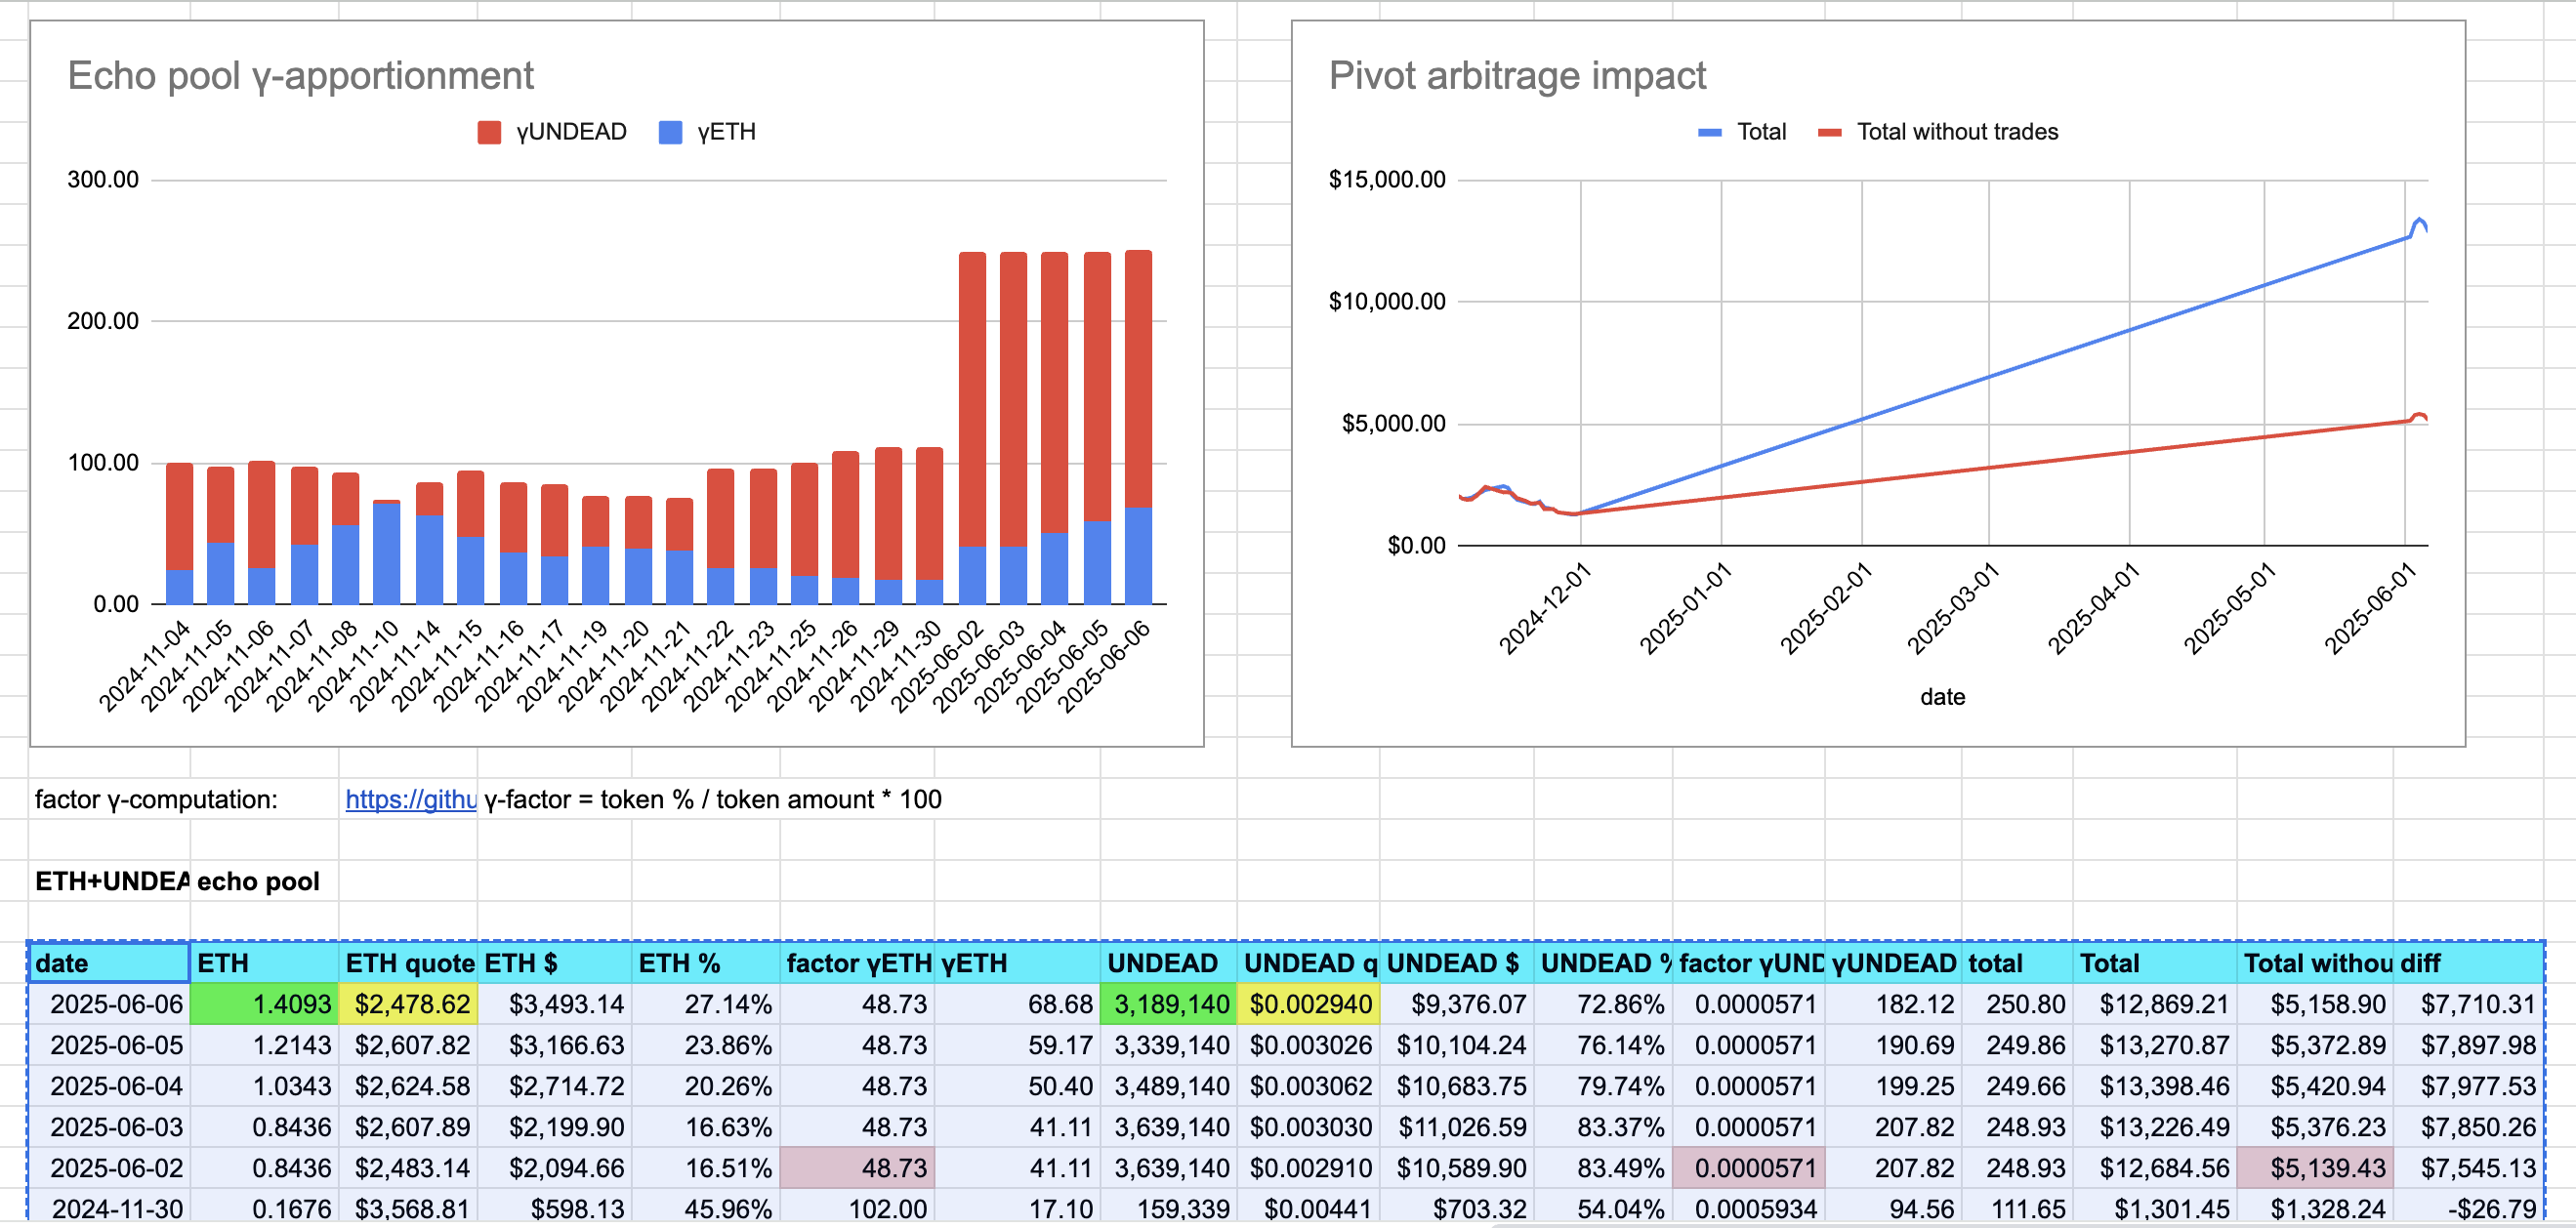 Echo pool γ-apportionment
γUNDEAD γETH
300.00
200.00
100.00
0.00
2024-11-04 2024-11-05 2024-11-06 2024-11-07 2024-11-08 2024-11-10 2024-11-14 2024-11-15 2024-11-16 2024-11-17 2024-11-19 2024-11-20 2024-11-21 2024-11-22 2024-11-23 2024-11-25 2024-11-26 2024-11-29 2024-11-30 2025-06-02 2025-06-03 2025-06-04 2025-06-05 2025-06-06
Pivot arbitrage impact
Total Total without trades
$15,000.00
$10,000.00
$5,000.00
$0.00
2024-12-01 2025-01-01 2025-02-01 2025-03-01 2025-04-01 2025-05-01 2025-06-01
date
factor γ-computation: https://githu γ-factor = token % / token amount * 100
ETH+UNDEA echo pool
date ETH ETH quote ETH $ ETH % factor γETH γETH UNDEAD UNDEAD q UNDEAD $ UNDEAD % factor γUND γUNDEAD total Total Total withou diff
2025-06-06 1.4093 $2,478.62 $3,493.14 27.14% 48.73 68.68 3,189,140 $0.002940 $9,376.07 72.86% 0.0000571 182.12 250.80 $12,869.21 $5,158.90 $7,710.31
2025-06-05 1.2143 $2,607.82 $3,166.63 23.86% 48.73 59.17 3,339,140 $0.003026 $10,104.24 76.14% 0.0000571 190.69 249.86 $13,270.87 $5,372.89 $7,897.98
2025-06-04 1.0343 $2,624.58 $2,714.72 20.26% 48.73 50.40 3,489,140 $0.003062 $10,683.75 79.74% 0.0000571 199.25 249.66 $13,398.46 $5,420.94 $7,977.53
2025-06-03 0.8436 $2,607.89 $2,199.90 16.63% 48.73 41.11 3,639,140 $0.003030 $11,026.59 83.37% 0.0000571 207.82 248.93 $13,226.49 $5,376.23 $7,850.26
2025-06-02 0.8436 $2,483.14 $2,094.66 16.51% 48.73 41.11 3,639,140 $0.002910 $10,589.90 83.49% 0.0000571 207.82 248.93 $12,684.56 $5,139.43 $7,545.13
2024-11-30 0.1676 $3,568.81 $598.13 45.96% 102.00 17.10 159,339 $0.00441 $703.32 54.04% 0.0005934 94.56 111.65 $1,301.45 $1,328.24 -$26.79